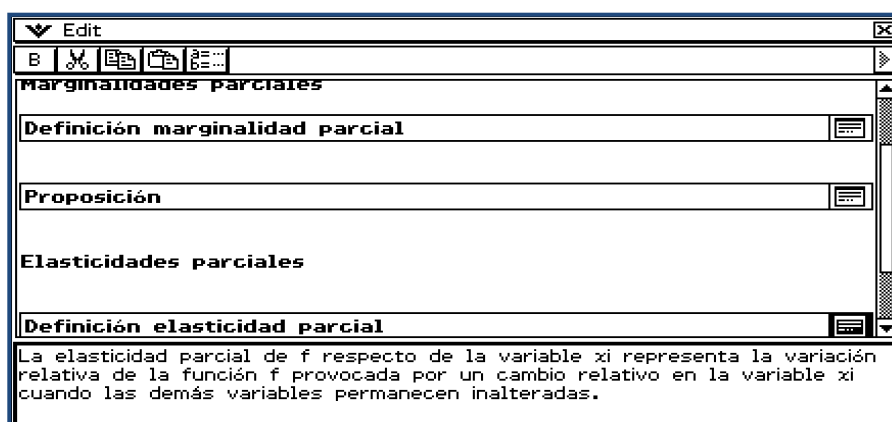 Edit
B
Marginalidades parciales
Definición marginalidad parcial
Proposición
Elasticidades parciales
Definición elasticidad parcial
La elasticidad parcial de f respecto de la variable xi representa la variación
relativa de la función f provocada por un cambio relativo en la variable xi
cuando las demás variables permanecen inalteradas.